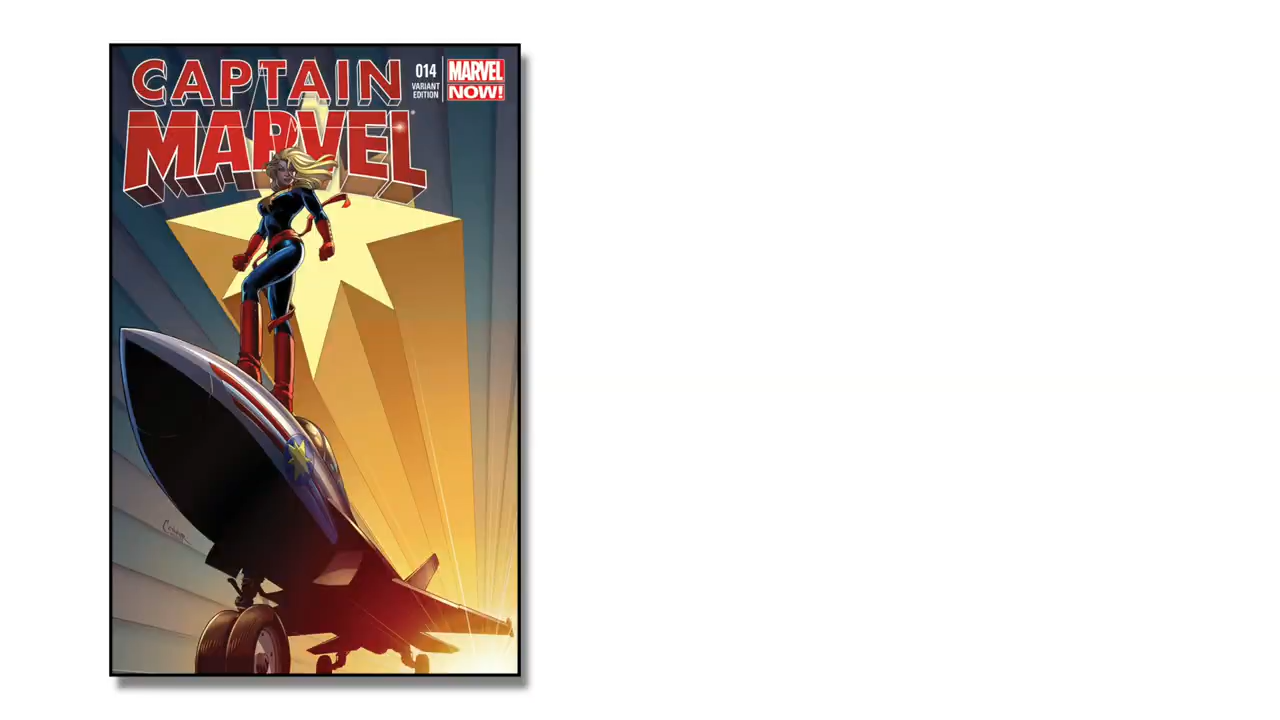 CAPTAIN
MARVEL
014
VARIANT
EDITION
MARVEL
NOW!